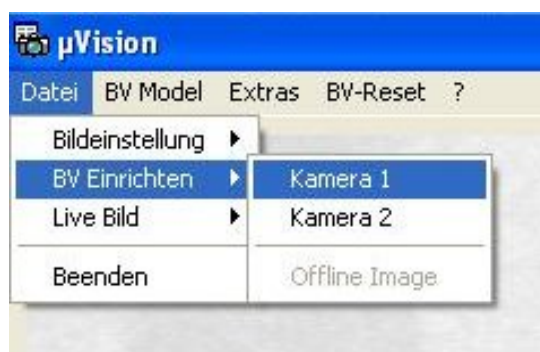 µVision
Datei BV Model Extras BV-Reset ?
Bildeinstellung
BV Einrichten Kamera 1
Live Bild Kamera 2
Beenden Offline Image